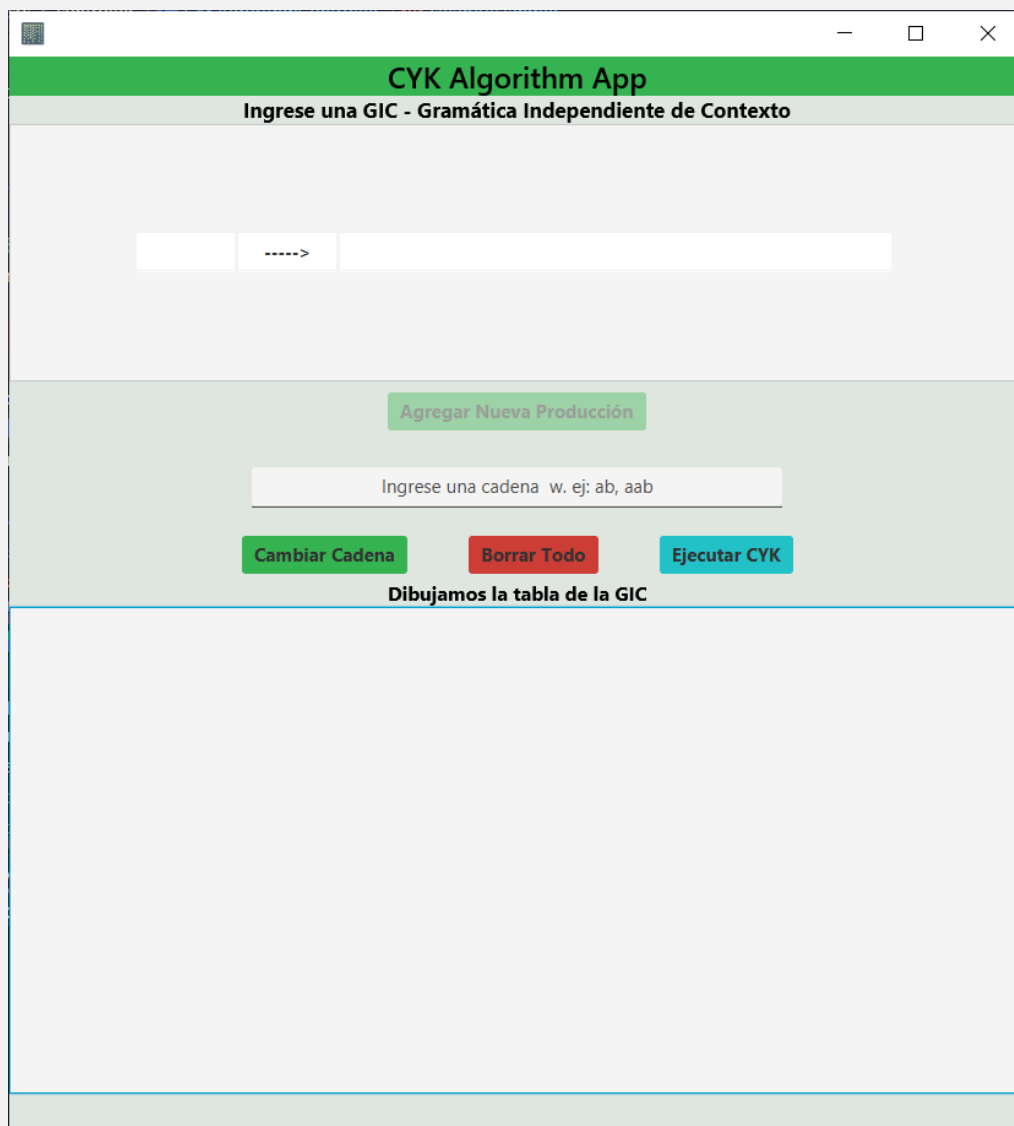 CYK Algorithm App
Ingrese una GIC - Gramática Independiente de Contexto
----->
Agregar Nueva Producción
Ingrese una cadena  w. ej: ab, aab
Cambiar Cadena Borrar Todo Ejecutar CYK
Dibujamos la tabla de la GIC